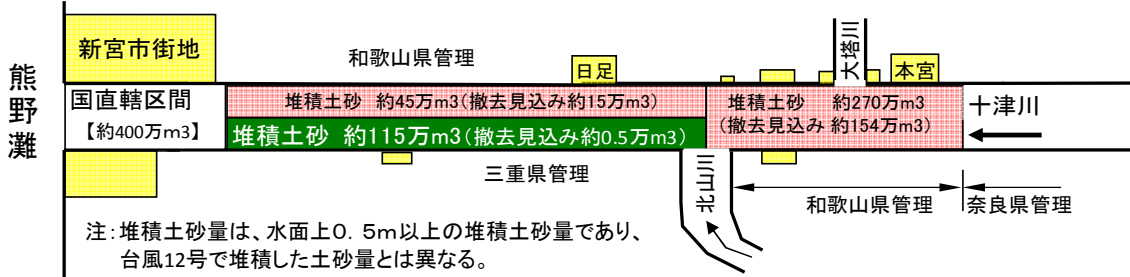 熊野灘
新宮市街地
和歌山県管理
日足
大塔川
本宮
国直轄区間
【約400万m3】
堆積土砂 約45万m3(撤去見込み約15万m3)
堆積土砂 約115万m3(撤去見込み約0.5万m3)
堆積土砂 約270万m3
(撤去見込み 約154万m3)
十津川
三重県管理
北山川
和歌山県管理
奈良県管理
注:堆積土砂量は、水面上0.5m以上の堆積土砂量であり、
台風12号で堆積した土砂量とは異なる。